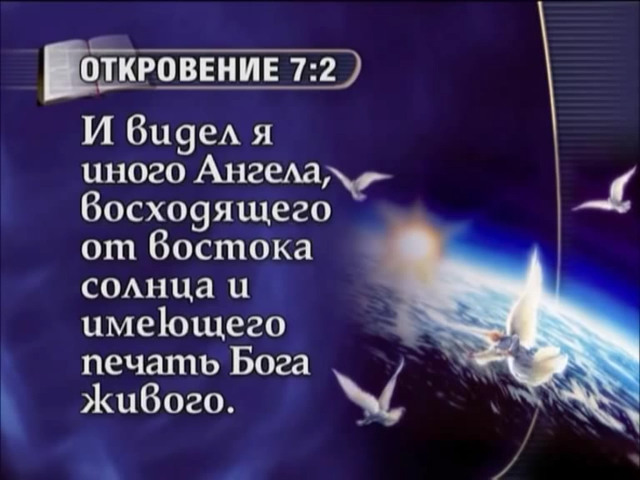 ОТКРОВЕНИЕ 7:2
И видел я
иного Ангела,
восходящего
от востока
солнца и
имеющего
печать Бога
живого.